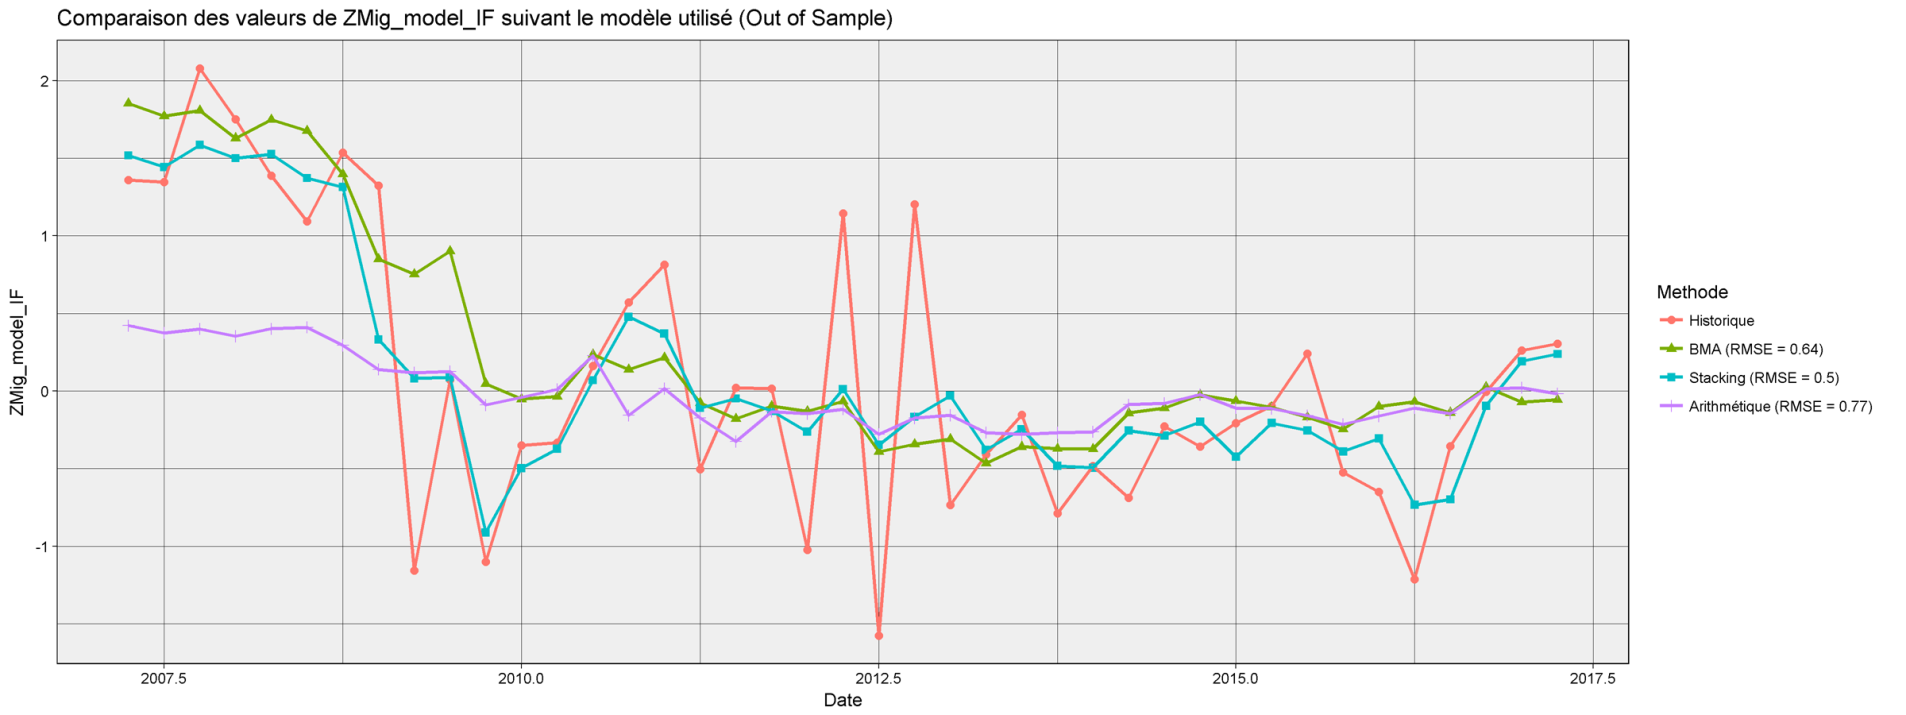 Comparaison des valeurs de ZMig_model_IF suivant le modèle utilisé (Out of Sample)
ZMig_model_IF
2
1
0
-1
2007.5
2010.0
2012.5
2015.0
2017.5
Date
Methode
Historique
BMA (RMSE = 0.64)
Stacking (RMSE = 0.5)
Arithmétique (RMSE = 0.77)